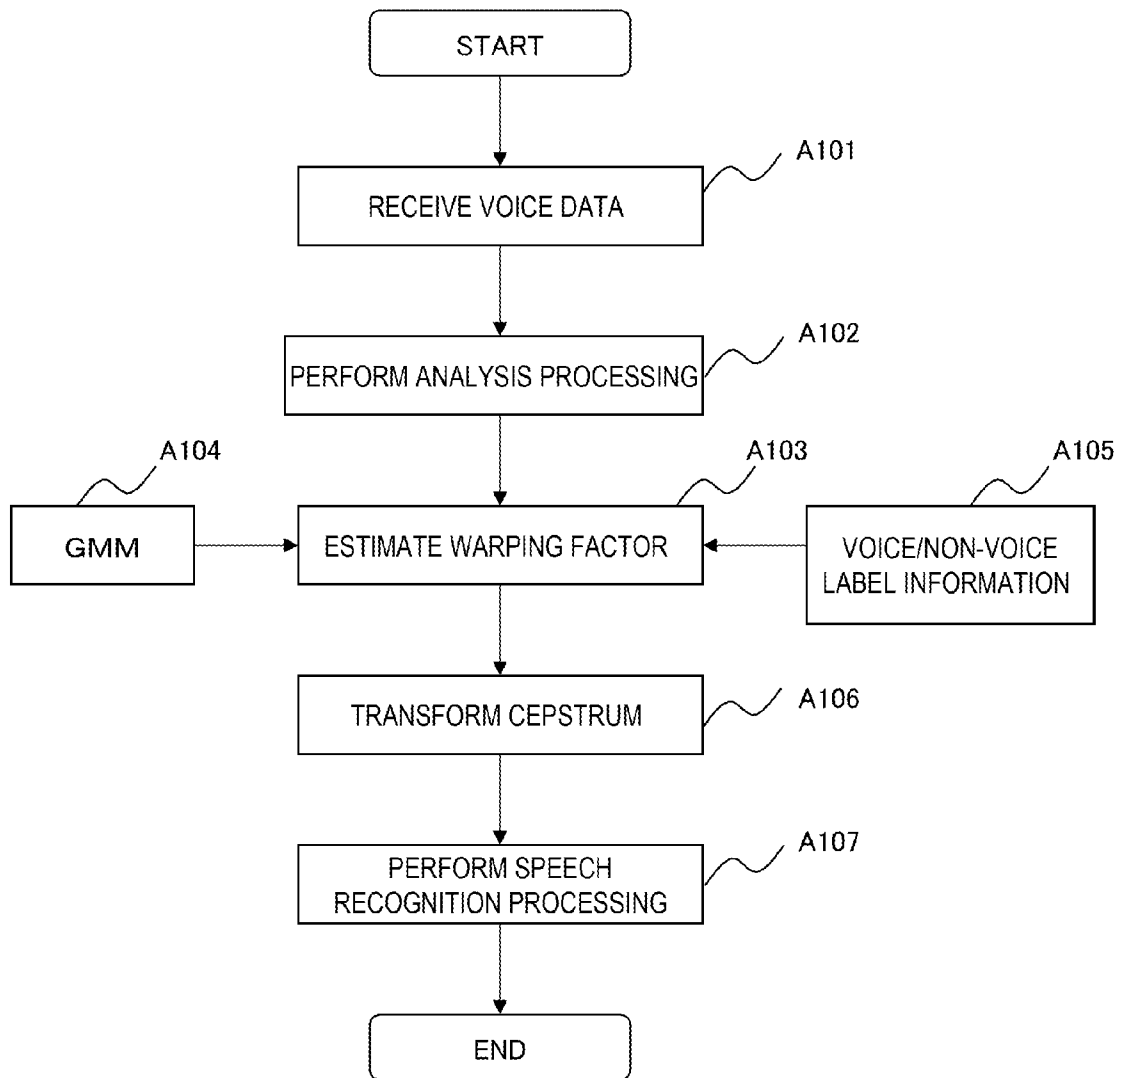 START
A101
RECEIVE VOICE DATA
A102
PERFORM ANALYSIS PROCESSING
A104
A103
A105
GMM
ESTIMATE WARPING FACTOR
VOICE/NON-VOICE
LABEL INFORMATION
A106
TRANSFORM CEPSTRUM
A107
PERFORM SPEECH
RECOGNITION PROCESSING
END